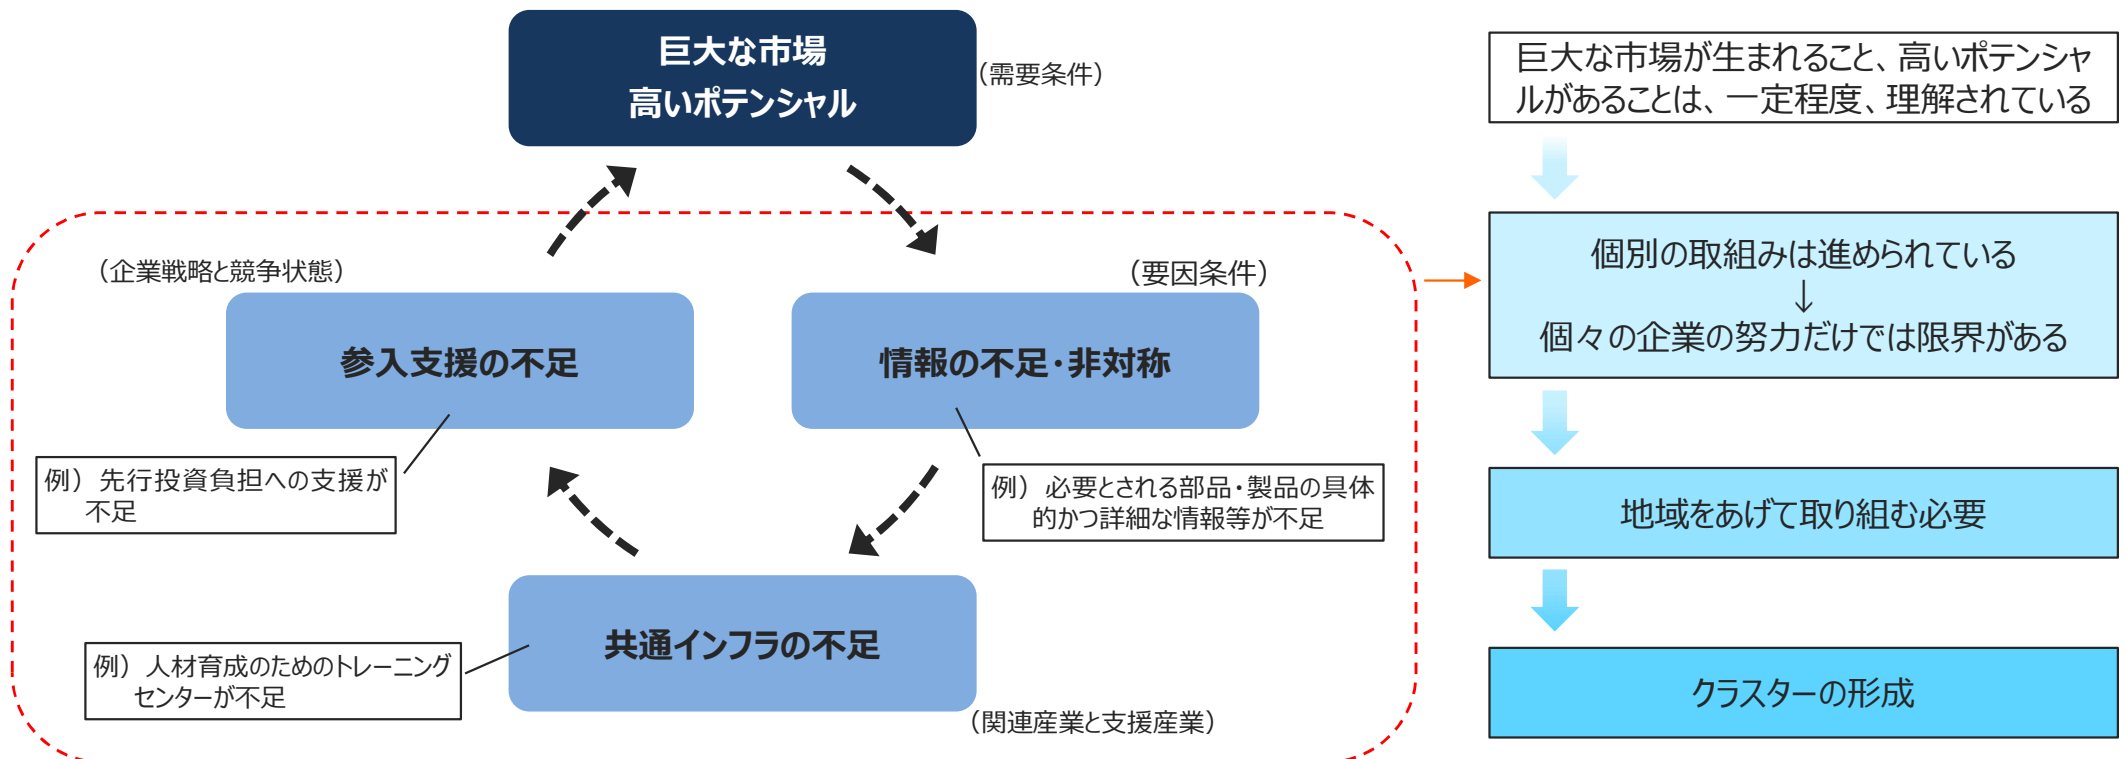 巨大な市場
高いポテンシャル
（需要条件）
（企業戦略と競争状態）
（要因条件）
参入支援の不足
情報の不足・非対称
例）先行投資負担への支援が
不足
例）必要とされる部品・製品の具体
的かつ詳細な情報等が不足
共通インフラの不足
例）人材育成のためのトレーニング
センターが不足
（関連産業と支援産業）
巨大な市場が生まれること、高いポテンシャ
ルがあることは、一定程度、理解されている
個別の取組みは進められている
↓
個々の企業の努力だけでは限界がある
地域をあげて取り組む必要
クラスターの形成